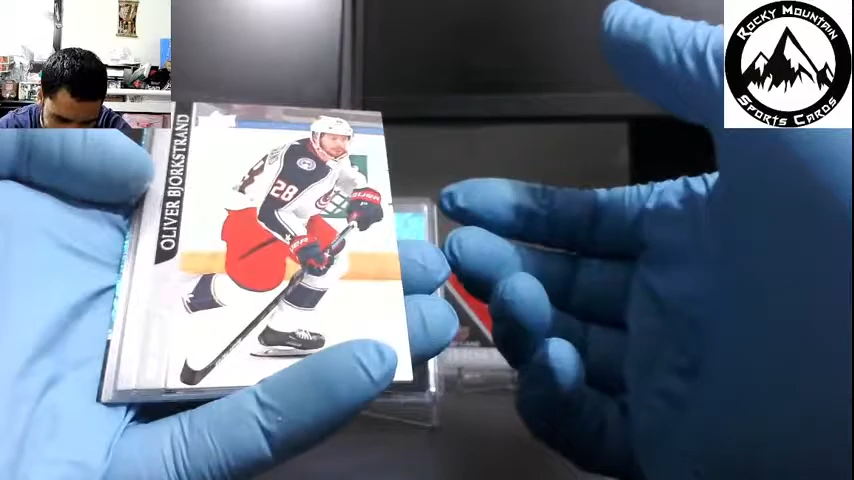 ROCKY MOUNTAIN
SPORTS CARDS
OLIVER BJORKSTRAND
28